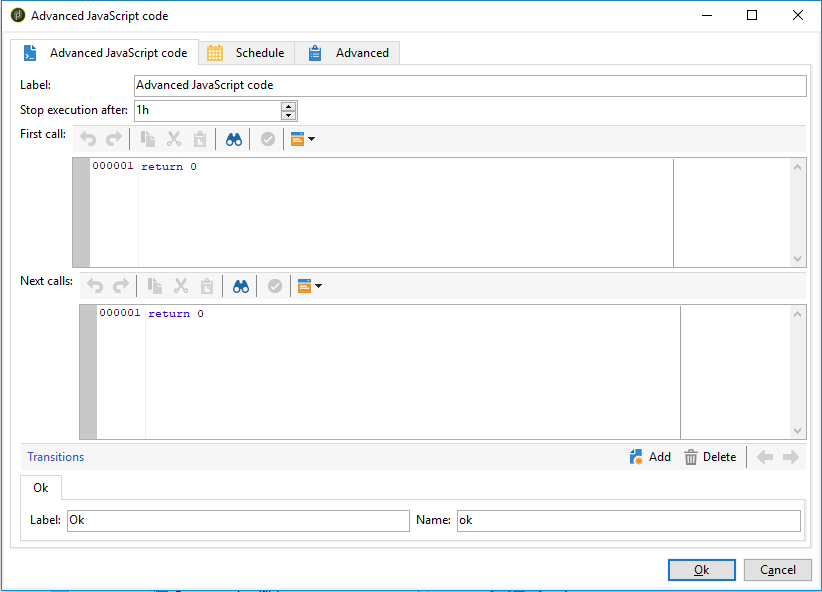 Advanced JavaScript code
Advanced JavaScript code Schedule Advanced
Label: Advanced JavaScript code
Stop execution after: 1h
First call:
000001 return 0
Next calls:
000001 return 0
Transitions Add Delete
Ok
Label: Ok Name: ok
Ok Cancel